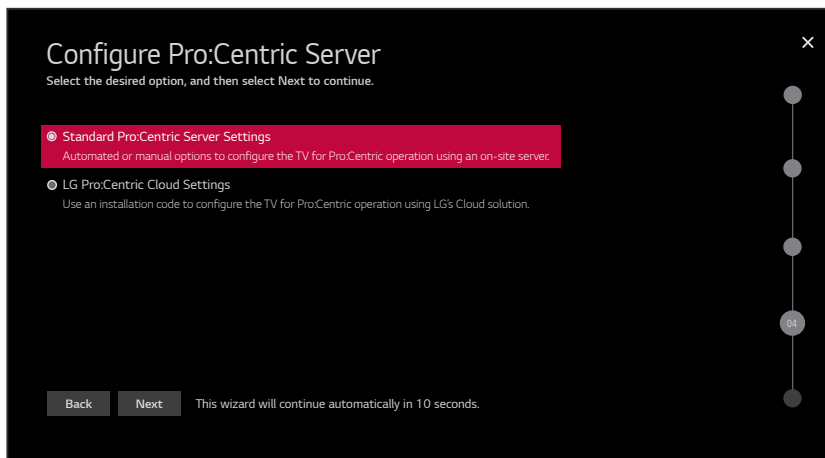 Configure Pro:Centric Server
Select the desired option, and then select Next to continue.
Standard Pro:Centric Server Settings
Automated or manual options to configure the TV for Pro:Centric operation using an on-site server.
LG Pro:Centric Cloud Settings
Use an installation code to configure the TV for Pro:Centric operation using LG's Cloud solution.
04
Back Next This wizard will continue automatically in 10 seconds.